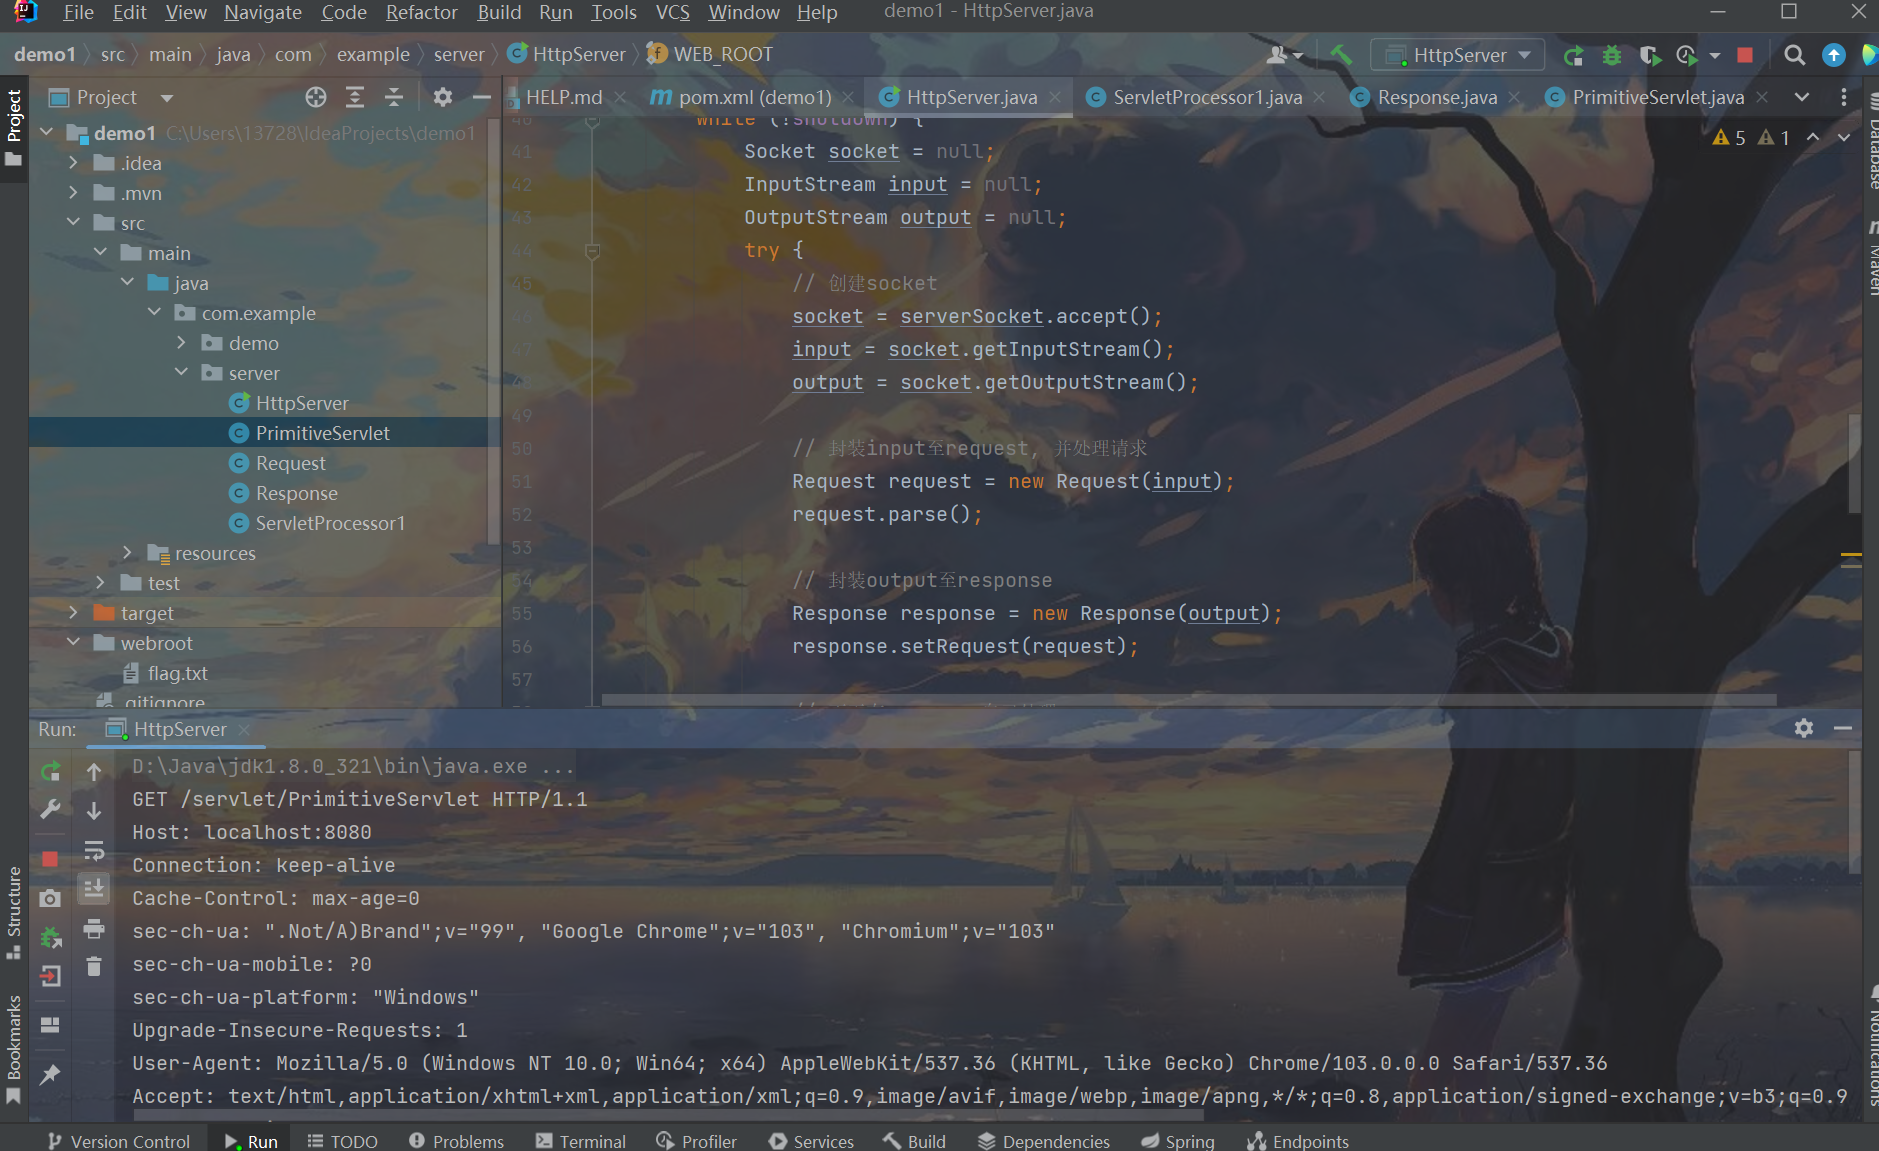 File Edit View Navigate Code Refactor Build Run Tools VCS Window Help demo1 - HttpServer.java
demo1 src main java com example server HttpServer WEB_ROOT HttpServer
Project
Project
HELP.md pom.xml (demo1) HttpServer.java ServletProcessor1.java Response.java PrimitiveServlet.java
demo1 C:\Users\13728\IdeaProjects\demo1
.idea
.mvn
src
main
java
com.example
demo
server
HttpServer
PrimitiveServlet
Request
Response
ServletProcessor1
resources
test
target
webroot
flag.txt
.gitignore
5 1
40 while (!shutdown) {
41 Socket socket = null;
42 InputStream input = null;
43 OutputStream output = null;
44 try {
45 // 创建socket
46 socket = serverSocket.accept();
47 input = socket.getInputStream();
48 output = socket.getOutputStream();
49
50 // 封装input至request, 并处理请求
51 Request request = new Request(input);
52 request.parse();
53
54 // 封装output至response
55 Response response = new Response(output);
56 response.setRequest(request);
57
Database
Maven
Notifications
Run: HttpServer
D:\Java\jdk1.8.0_321\bin\java.exe ...
GET /servlet/PrimitiveServlet HTTP/1.1
Host: localhost:8080
Connection: keep-alive
Cache-Control: max-age=0
sec-ch-ua: ".Not/A)Brand";v="99", "Google Chrome";v="103", "Chromium";v="103"
sec-ch-ua-mobile: ?0
sec-ch-ua-platform: "Windows"
Upgrade-Insecure-Requests: 1
User-Agent: Mozilla/5.0 (Windows NT 10.0; Win64; x64) AppleWebKit/537.36 (KHTML, like Gecko) Chrome/103.0.0.0 Safari/537.36
Accept: text/html,application/xhtml+xml,application/xml;q=0.9,image/avif,image/webp,image/apng,*/*;q=0.8,application/signed-exchange;v=b3;q=0.9
Structure
Bookmarks
Version Control Run TODO Problems Terminal Profiler Services Build Dependencies Spring Endpoints